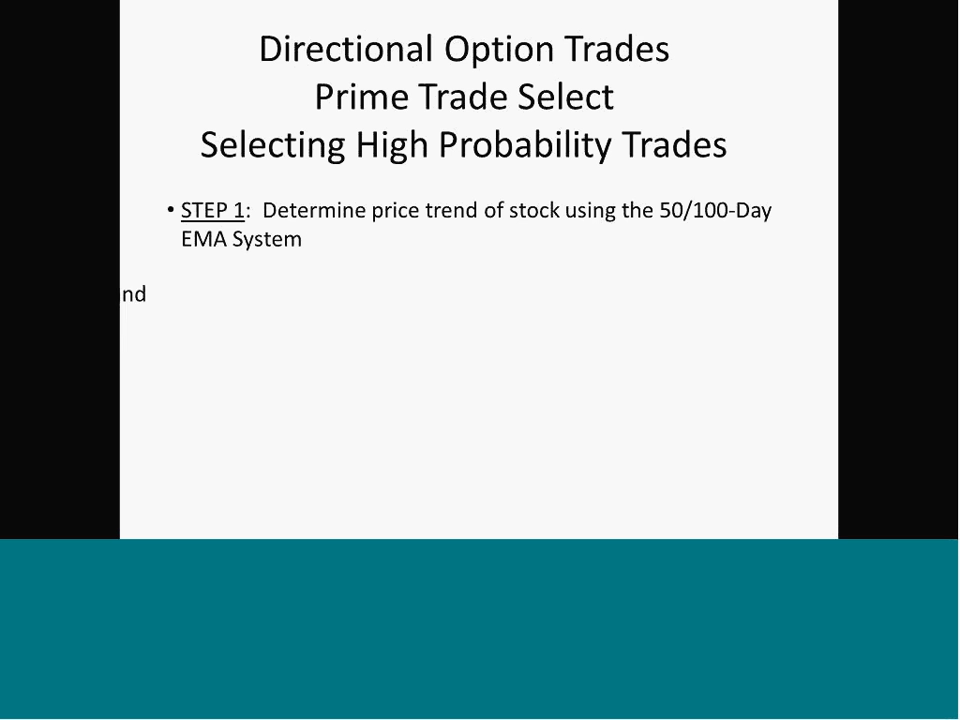 Directional Option Trades
Prime Trade Select
Selecting High Probability Trades
• STEP 1: Determine price trend of stock using the 50/100-Day
EMA System
nd